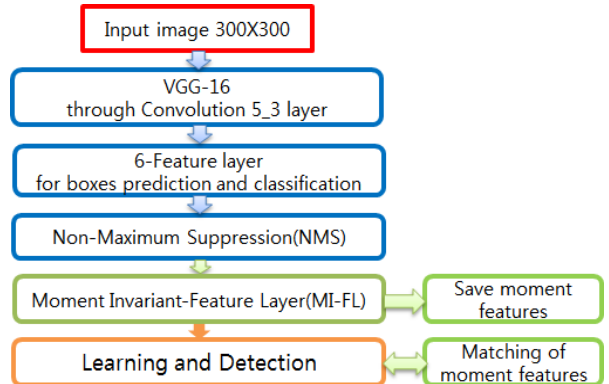 Input image 300X300
VGG-16
through Convolution 5_3 layer
6-Feature layer
for boxes prediction and classification
Non-Maximum Suppression(NMS)
Moment Invariant-Feature Layer(MI-FL)
Save moment
features
Learning and Detection
Matching of
moment features